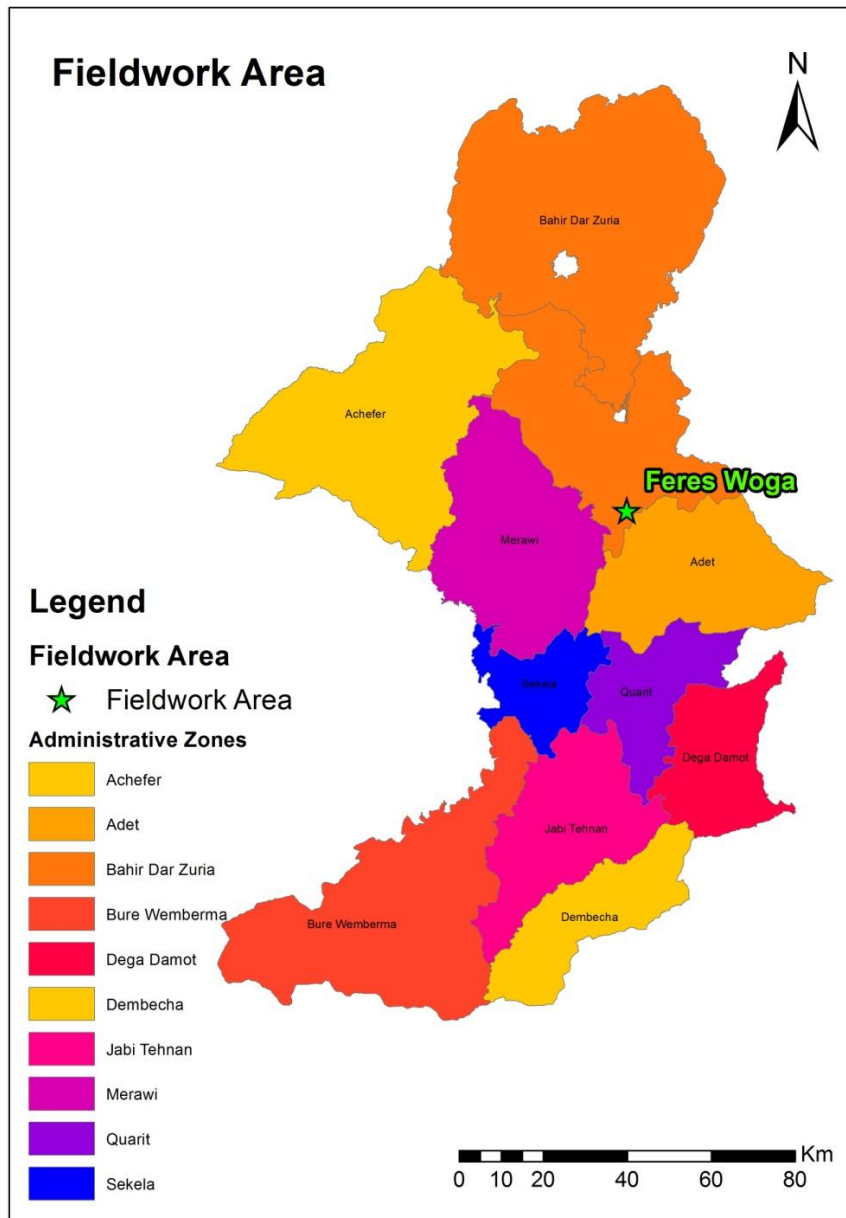 Fieldwork Area
N
Bahir Dar Zuria
Achefer
Feres Woga
Merawi
Adet
Sekela
Quarit
Dega Damot
Jabi Tehnan
Dembecha
Bure Wemberma
Legend
Fieldwork Area
Fieldwork Area
Administrative Zones
Achefer
Adet
Bahir Dar Zuria
Bure Wemberma
Dega Damot
Dembecha
Jabi Tehnan
Merawi
Quarit
Sekela
Km
0 10 20 40 60 80